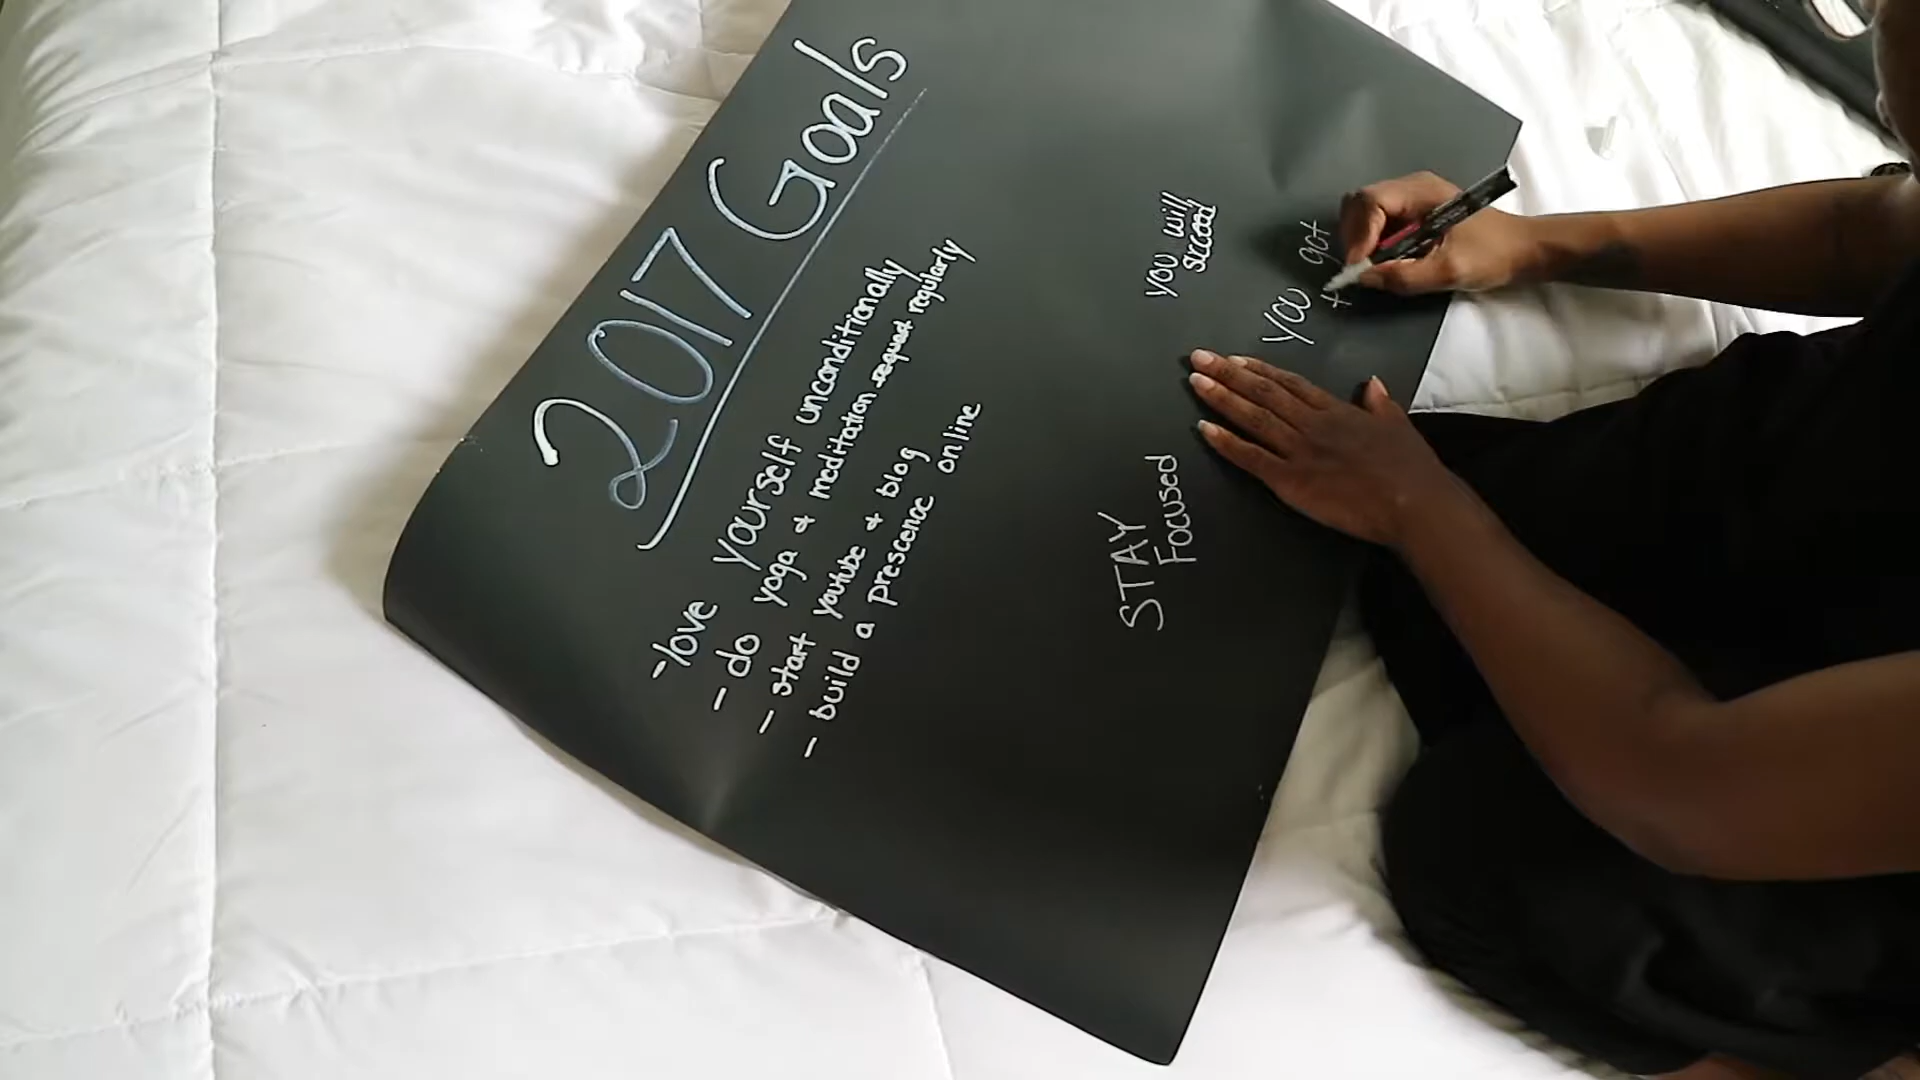 2017 Goals
-love yourself unconditionally
- do yoga & meditation regularly
- start youtube & blog
- build a prescence online
STAY
Focused
you will
succeed
you got
t